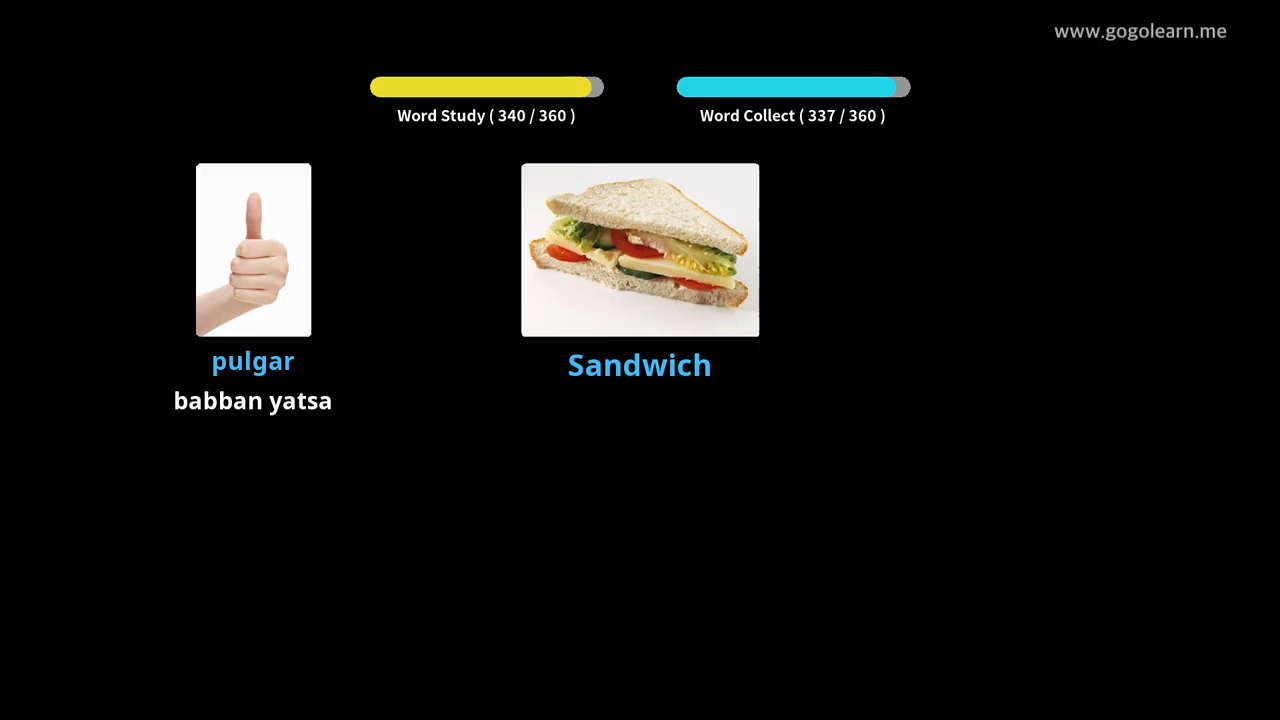 www.gogolearn.me
Word Study ( 340 / 360 )
Word Collect ( 337 / 360 )
pulgar
babban yatsa
Sandwich